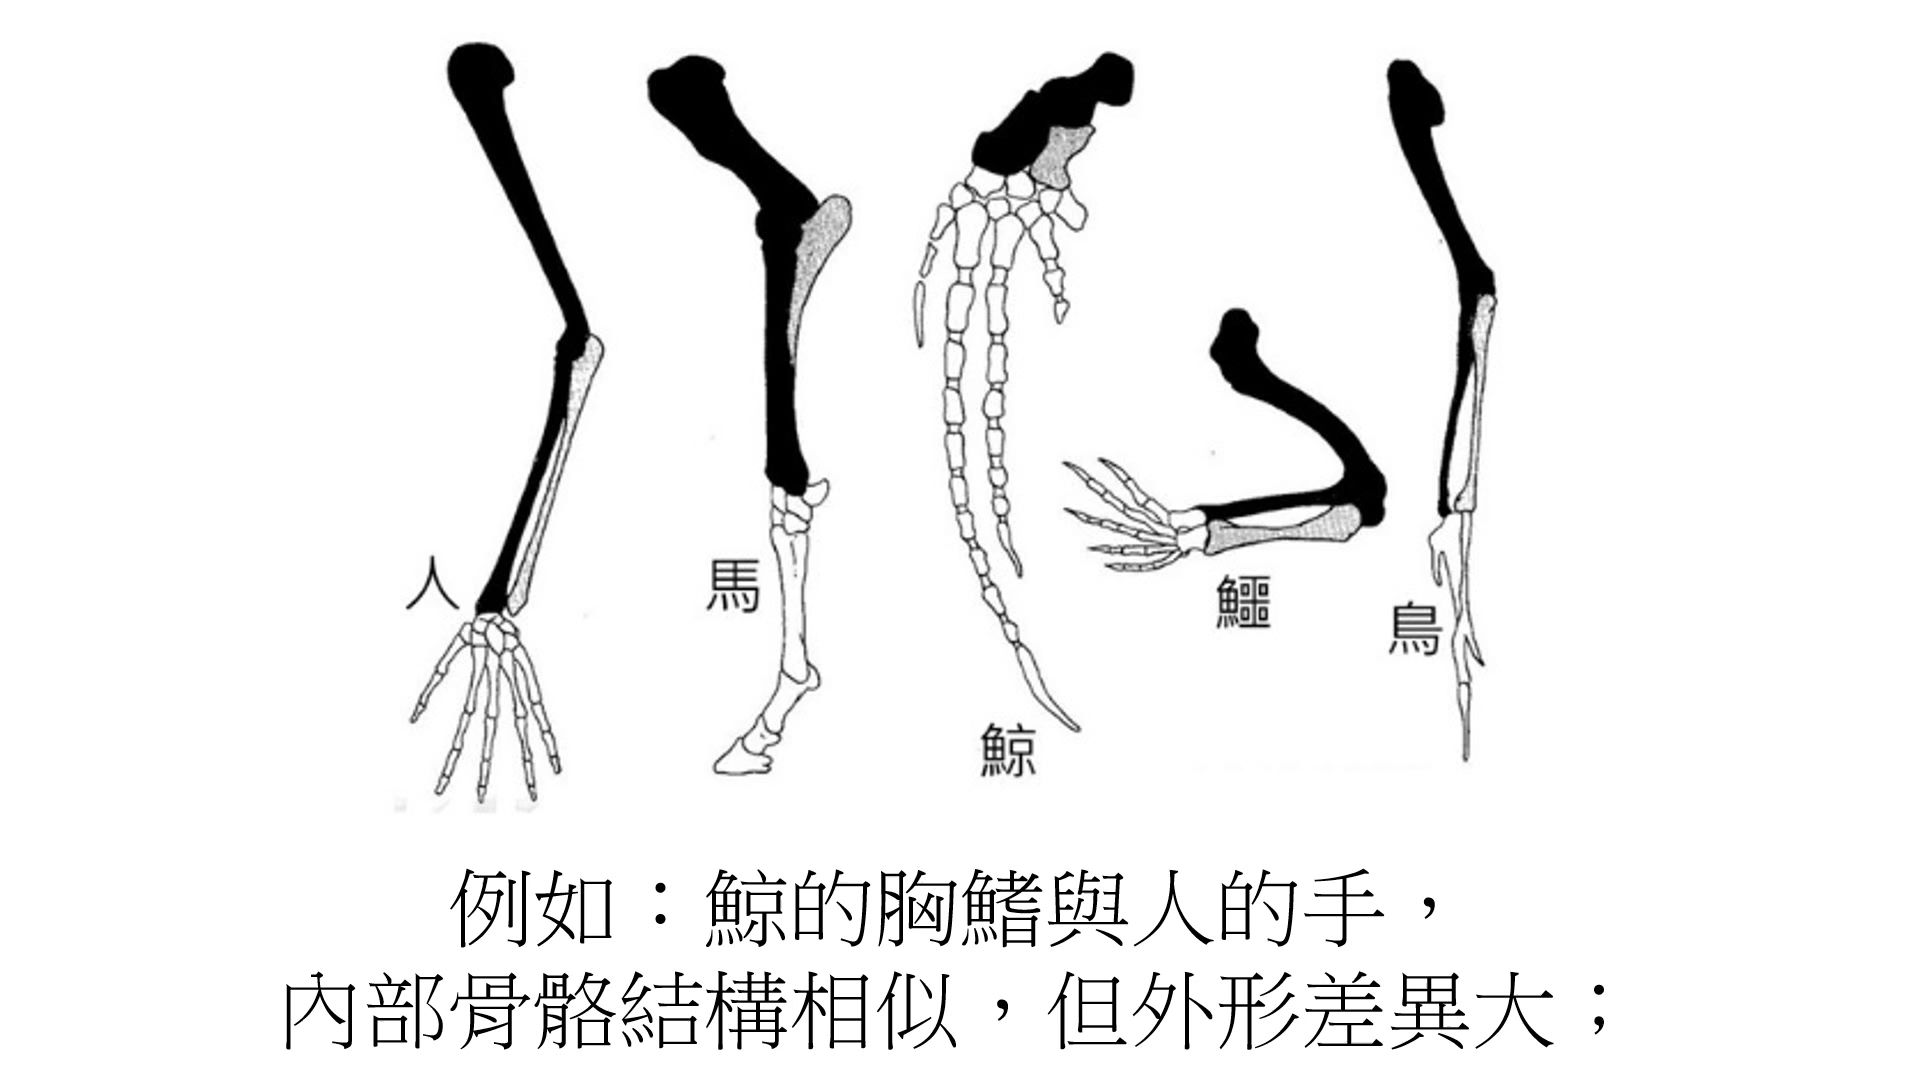 人
馬
鯨
鱷
鳥
例如：鯨的胸鰭與人的手，
內部骨骼結構相似，但外形差異大；